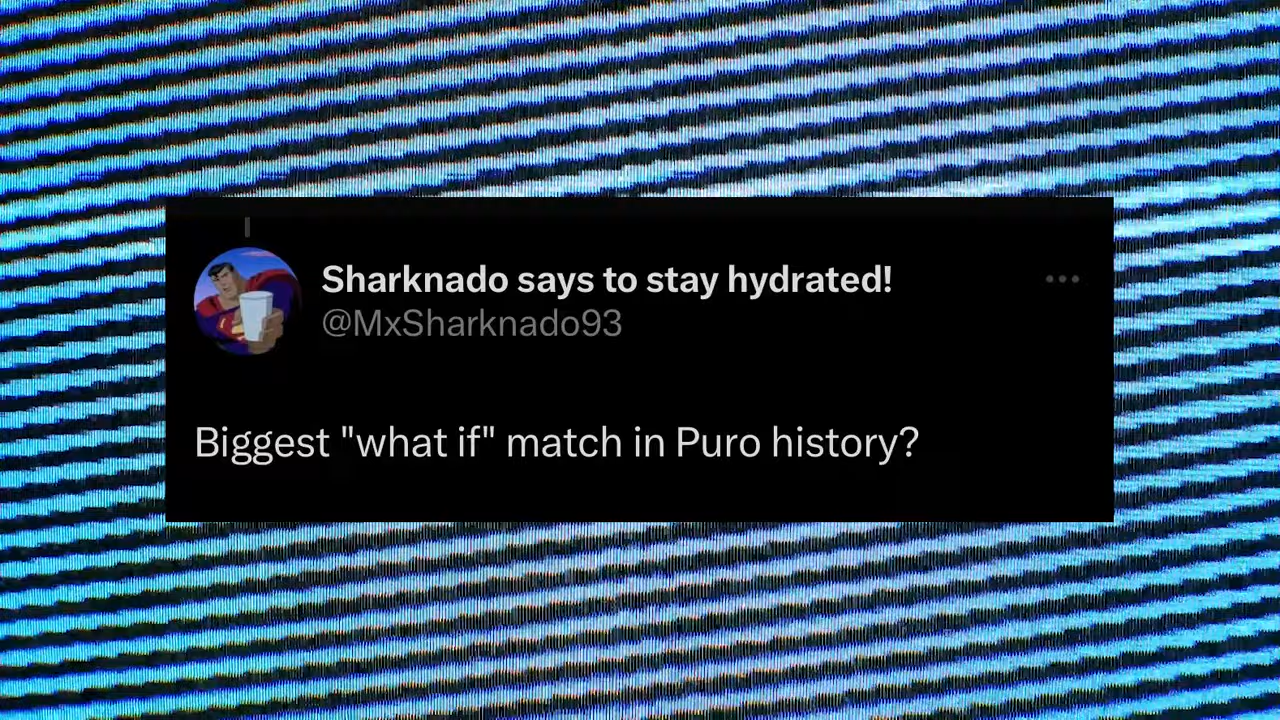 Sharknado says to stay hydrated!
@MxSharknado93
Biggest "what if" match in Puro history?